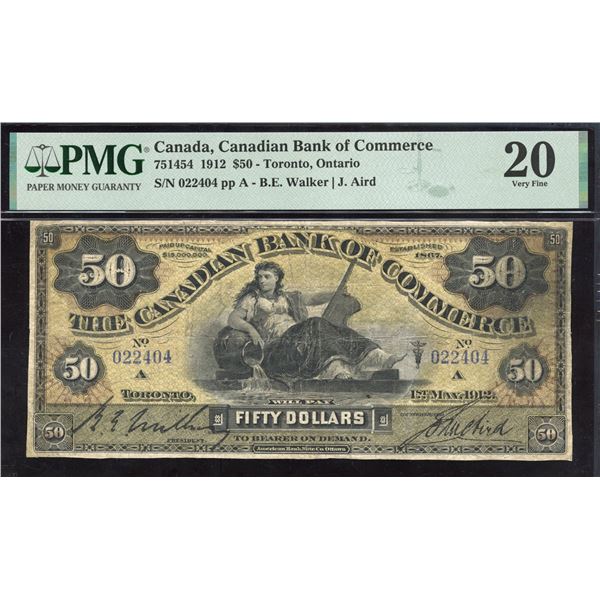 PMG
PAPER MONEY GUARANTY
Canada, Canadian Bank of Commerce
751454 1912 $50 - Toronto, Ontario
S/N 022404 pp A - B.E. Walker | J. Aird
20
Very Fine
50 50
PAID UP CAPITAL
$15,000,000.
ESTABLISHED
1867.
50 50
THE CANADIAN BANK OF COMMERCE
50 Nº 022404 A
Nº 022404 A 50
TORONTO, 1ST MAY, 1912.
WILL PAY
50 FIFTY DOLLARS 50
PRESIDENT. TO BEARER ON DEMAND.
American Bank Note Co. Ottawa